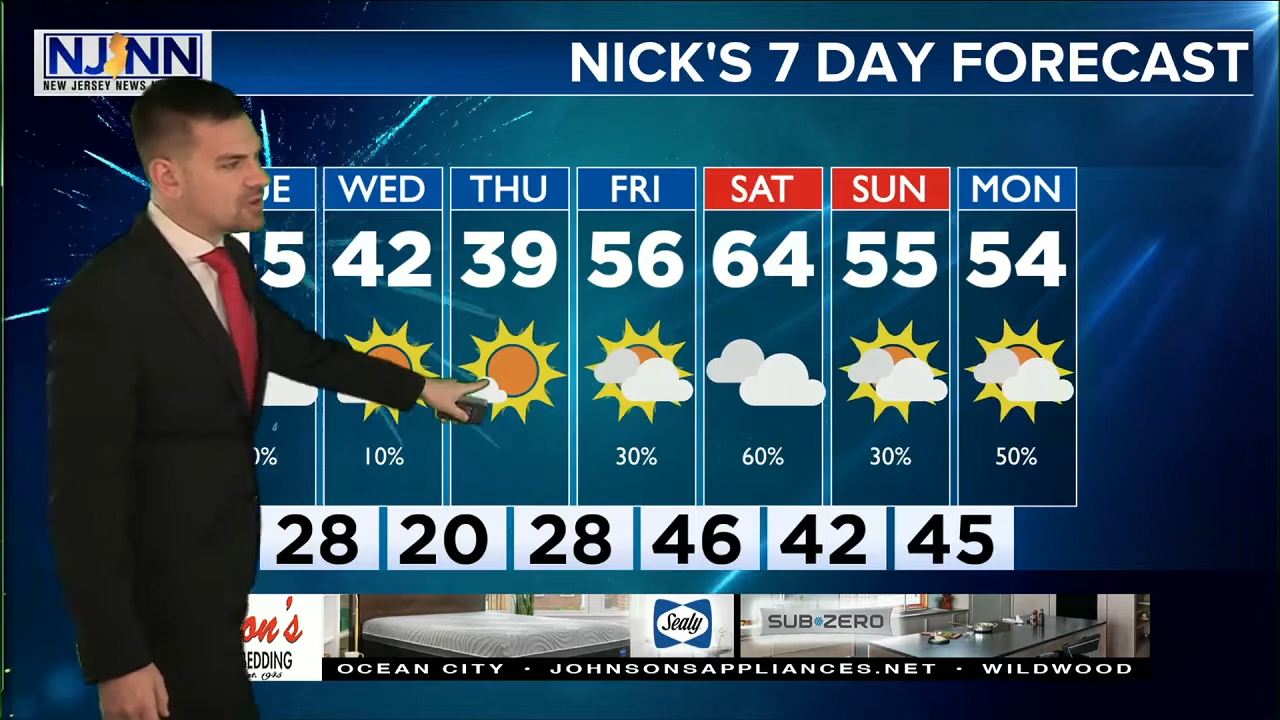 NJNN
NEW JERSEY NEWS
NICK'S 7 DAY FORECAST
WED THU FRI SAT SUN MON
42 39 56 64 55 54
10% 30% 60% 30% 50%
28 20 28 46 42 45
Sealy
SUB ZERO
OCEAN CITY · JOHNSONSAPPLIANCES.NET · WILDWOOD